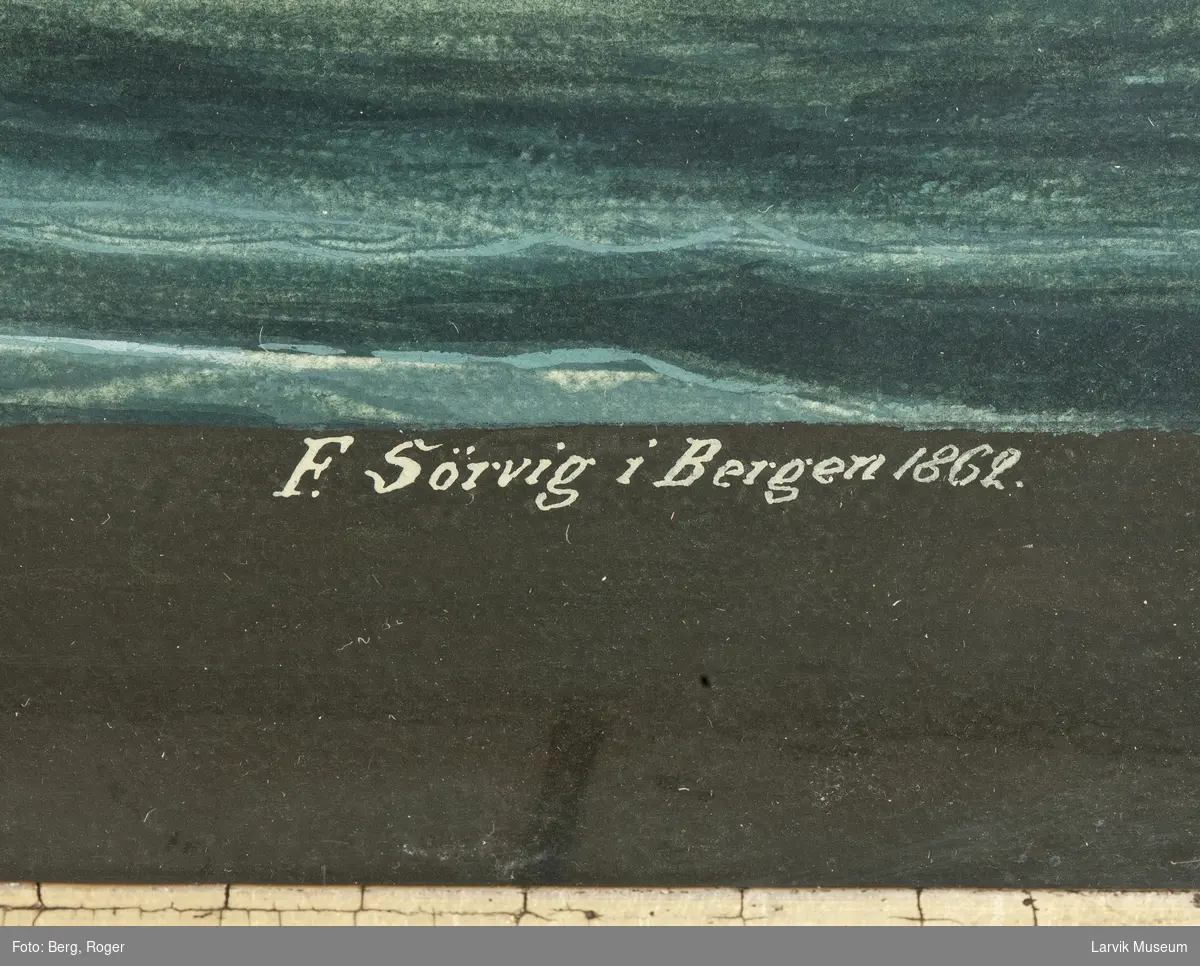 F. Sörvig i Bergen 1862.
Foto: Berg, Roger
Larvik Museum